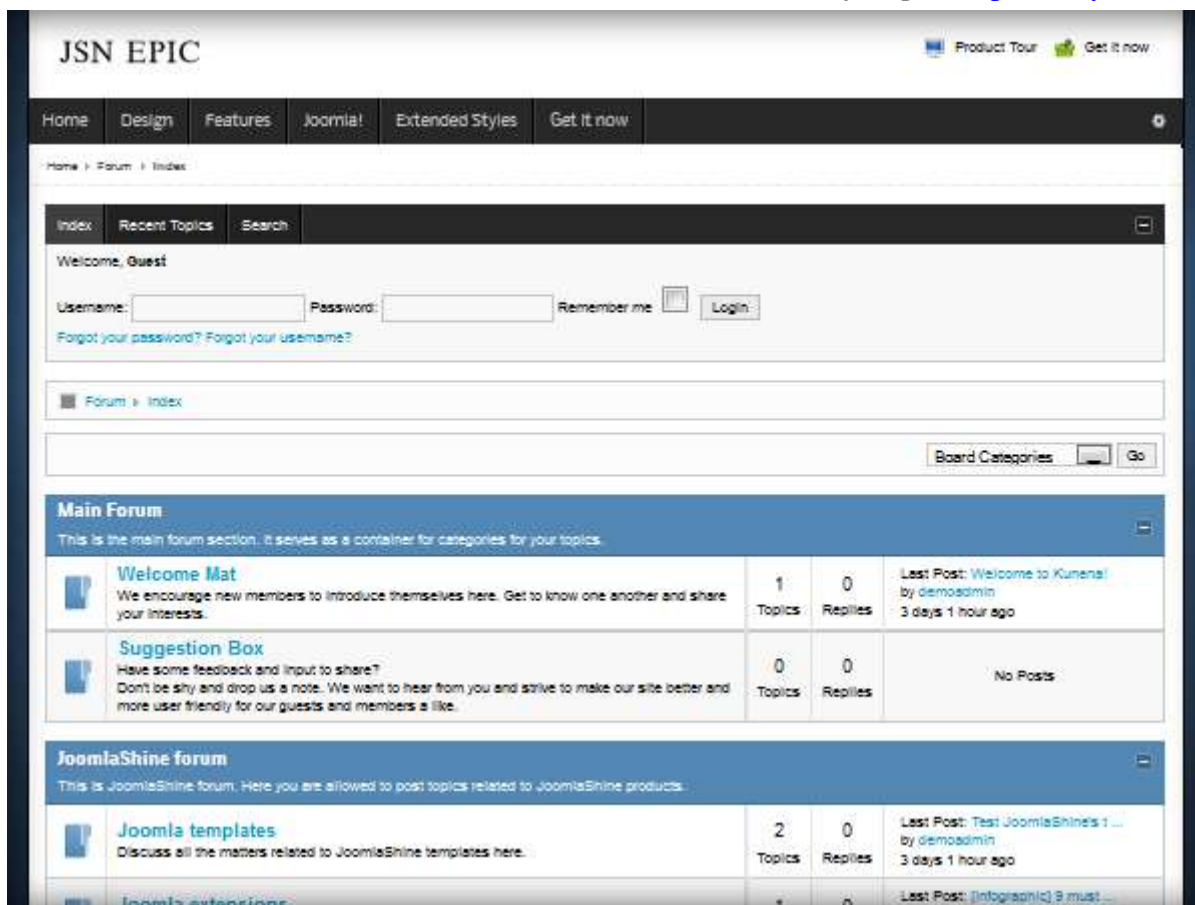 JSN EPIC
Product Tour Get it now
Home Design Features Joomla! Extended Styles Get it now
Home Forum Index
Index Recent Topics Search
Welcome, Guest
Username: Password: Remember me Login
Forgot your password? Forgot your username?
Forum Index
Board Categories Go
Main Forum
This is the main forum section. It serves as a container for categories for your topics.
Welcome Mat
We encourage new members to introduce themselves here. Get to know one another and share
your interests.
1 Topics
0 Replies
Last Post: Welcome to Kunena!
by demoadmin
3 days 1 hour ago
Suggestion Box
Have some feedback and input to share?
Don't be shy and drop us a note. We want to hear from you and strive to make our site better and
more user friendly for our guests and members a like.
0 Topics
0 Replies
No Posts
JoomlaShine forum
This is JoomlaShine forum. Here you are allowed to post topics related to JoomlaShine products.
Joomla templates
Discuss all the matters related to JoomlaShine templates here.
2 Topics
0 Replies
Last Post: Test JoomlaShine's t ...
by demoadmin
3 days 1 hour ago
Joomla extensions
1
0
Last Post: [Infographic] 9 must ...